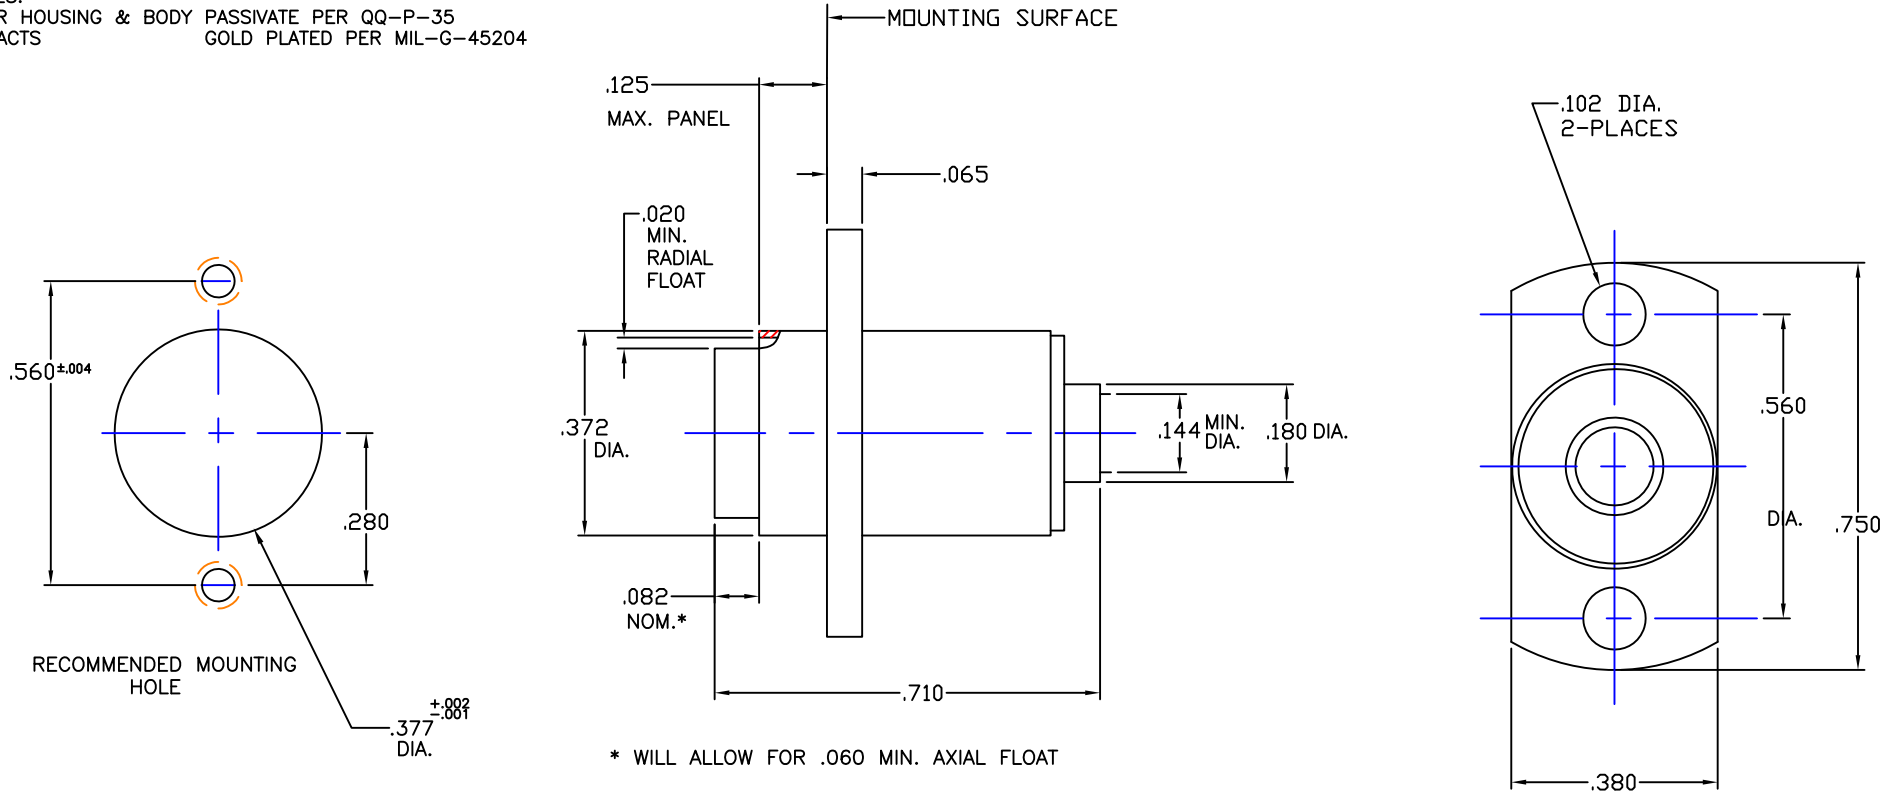 R HOUSING & BODY PASSIVATE PER QQ-P-35
ACTS GOLD PLATED PER MIL-G-45204
MOUNTING SURFACE
.125
MAX. PANEL
.065
.020
MIN.
RADIAL
FLOAT
.102 DIA.
2-PLACES
.560±.004
.280
.372
DIA.
.144 MIN.
DIA.
.180 DIA.
.560
DIA.
.750
.082
NOM.*
.710
RECOMMENDED MOUNTING
HOLE
.377 +.002
-.001
DIA.
* WILL ALLOW FOR .060 MIN. AXIAL FLOAT
.380